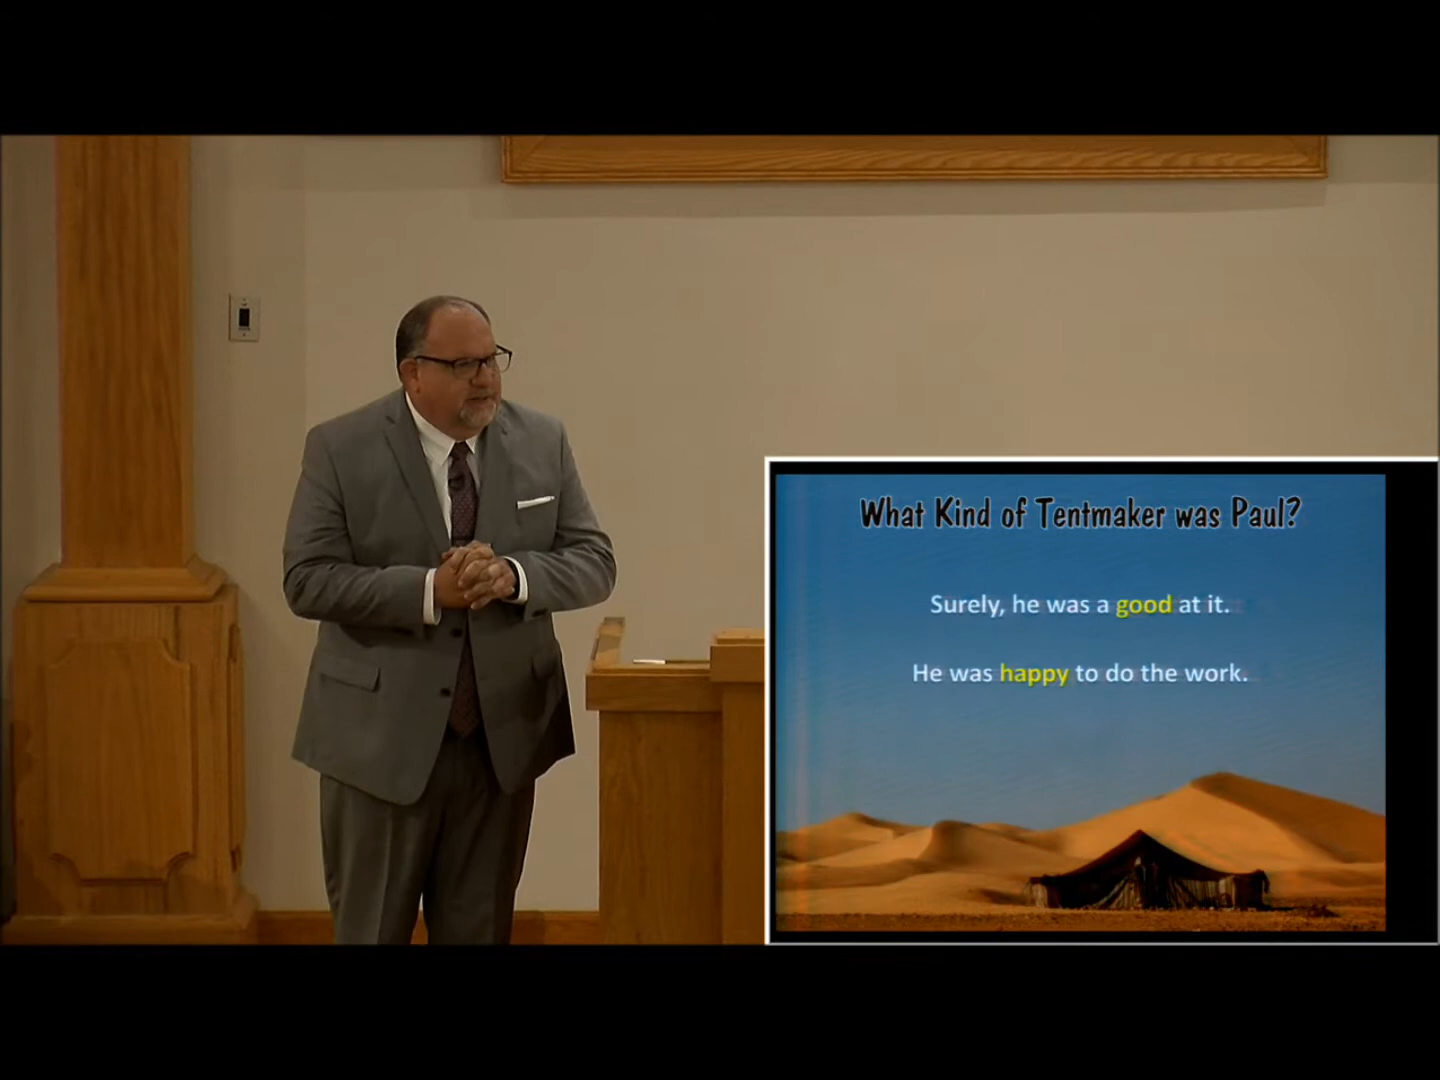 What Kind of Tentmaker was Paul?
Surely, he was a good at it.
He was happy to do the work.